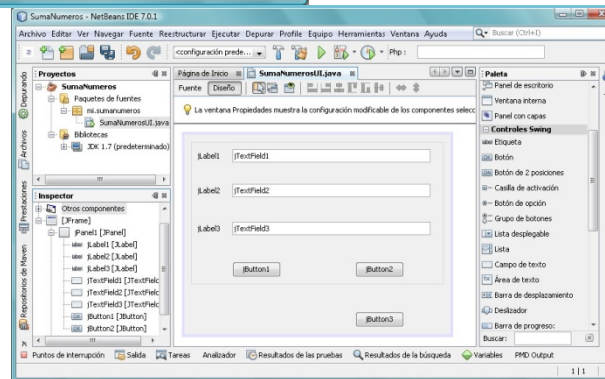 SumaNumeros - NetBeans IDE 7.0.1
Archivo Editar Ver Navegar Fuente Reestructurar Ejecutar Depurar Profile Equipo Herramientas Ventana Ayuda
Buscar (Ctrl+I)
<configuración prede...
Php :
Depurando
Archivos
Prestaciones
Repositorios de Maven
Proyectos
SumaNumeros
Paquetes de fuentes
mi.sumanumeros
SumaNumerosUI.java
Bibliotecas
JDK 1.7 (predeterminado)
Inspector
Otros componentes
[JFrame]
jPanel1 [JPanel]
jLabel1 [JLabel]
jLabel2 [JLabel]
jLabel3 [JLabel]
jTextField1 [JTextFielc
jTextField2 [JTextFielc
jTextField3 [JTextFielc
jButton1 [JButton]
jButton2 [JButton]
Página de Inicio
SumaNumerosUI.java
Fuente
Diseño
La ventana Propiedades muestra la configuración modificable de los componentes selecc
jLabel1
jTextField1
jLabel2
jTextField2
jLabel3
jTextField3
jButton1
jButton2
jButton3
Paleta
Panel de escritorio
Ventana interna
Panel con capas
Controles Swing
label Etiqueta
Botón
Botón de 2 posiciones
Casilla de activación
Botón de opción
Grupo de botones
Lista desplegable
Lista
Campo de texto
Área de texto
Barra de desplazamiento
Deslizador
Barra de progreso:
Buscar:
Puntos de interrupción
Salida
Tareas
Analizador
Resultados de las pruebas
Resultados de la búsqueda
Variables
PMD Output
1|1